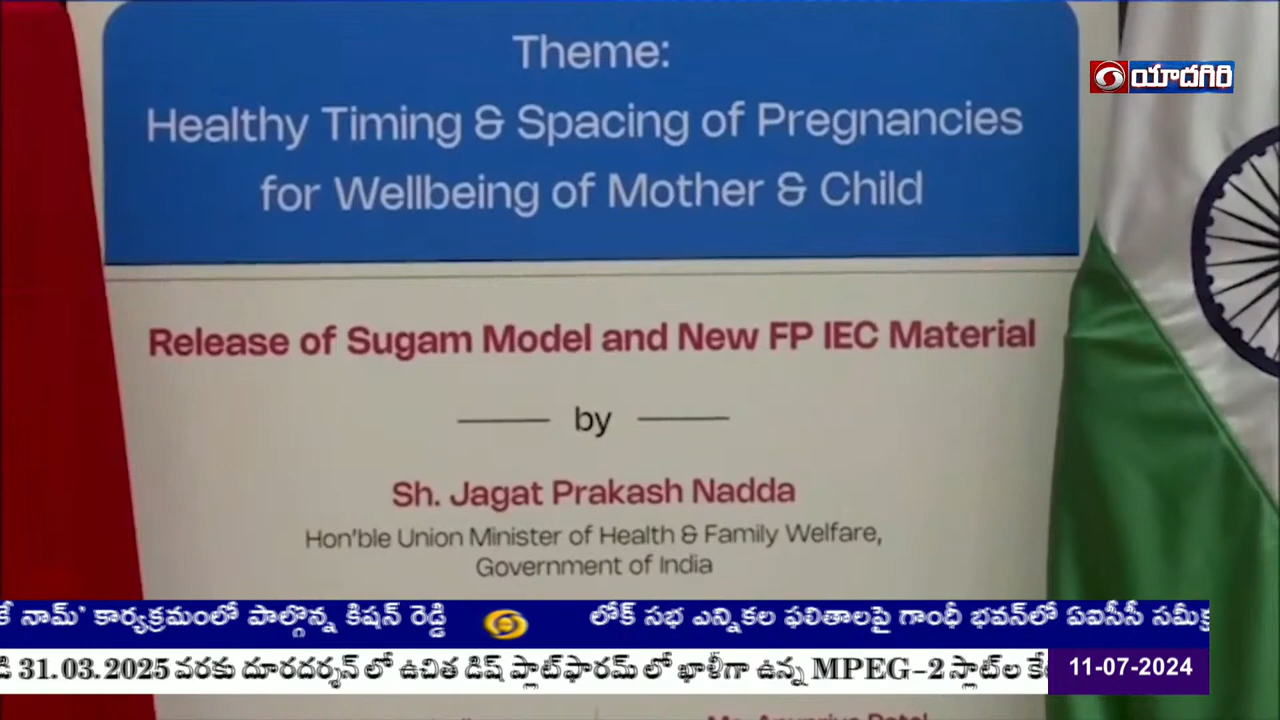 Theme:
యాదగిరి
Healthy Timing & Spacing of Pregnancies
for Wellbeing of Mother & Child
Release of Sugam Model and New FP IEC Material
by
Sh. Jagat Prakash Nadda
Hon'ble Union Minister of Health & Family Welfare,
Government of India
నామ్' కార్యక్రమంలో పాల్గొన్న కిషన్ రెడ్డి లోక్ సభ ఎన్నికల ఫలితాలపై గాంధీ భవన్‌లో ఏఐసీసీ
31.03.2025 వరకు దూరదర్శన్ లో ఉచిత డిష్ ప్లాట్‌ఫారమ్ లో ఖాళీగా ఉన్న MPEG-2 స్లాట్‌ల
11-07-2024